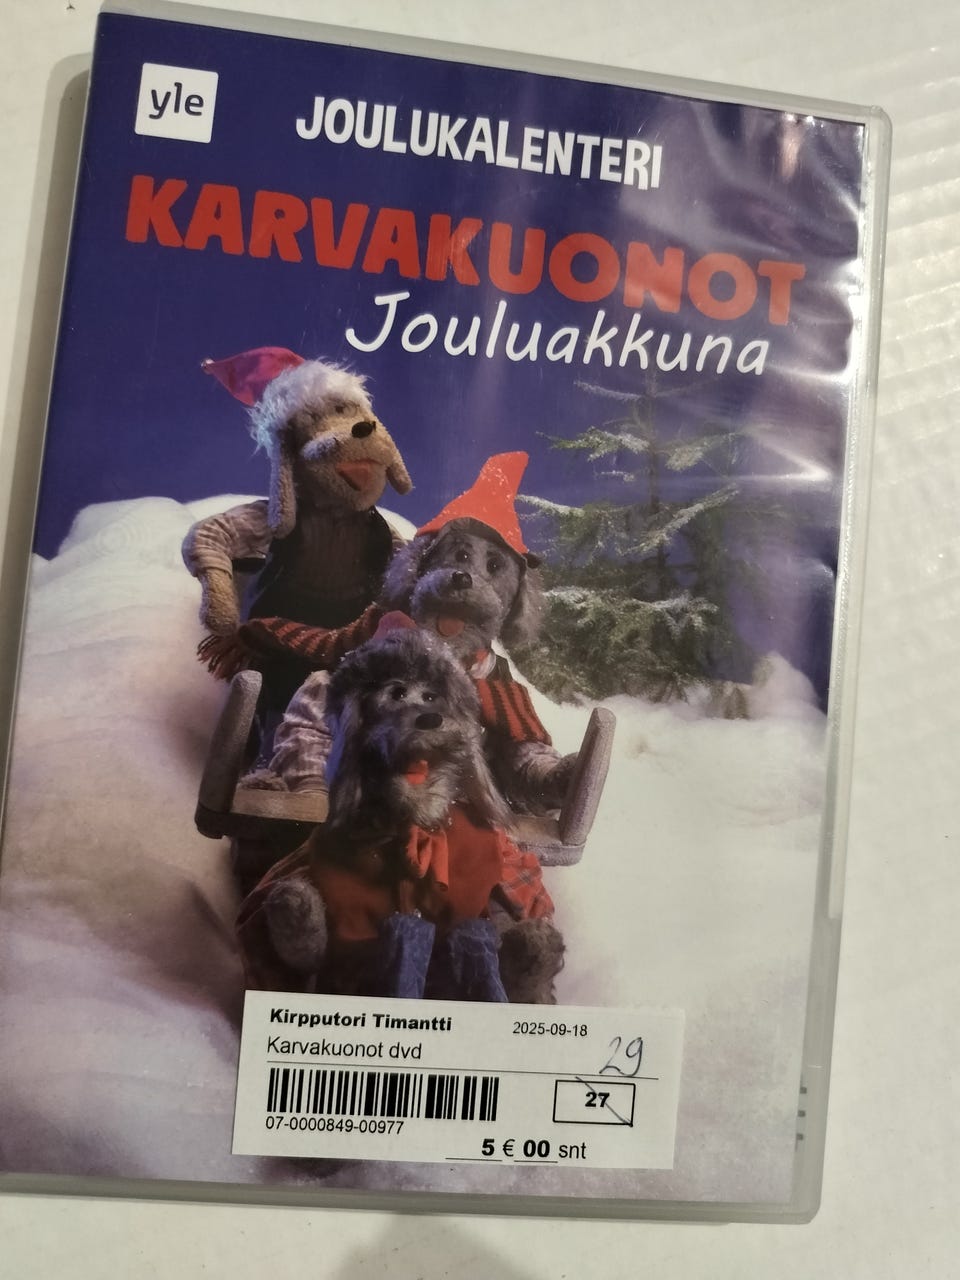 yle
JOULUKALENTERI
KARVAKUONOT
Jouluakkuna
Kirpputori Timantti 2025-09-18
Karvakuonot dvd 29
27
07-0000849-00977
5 € 00 snt